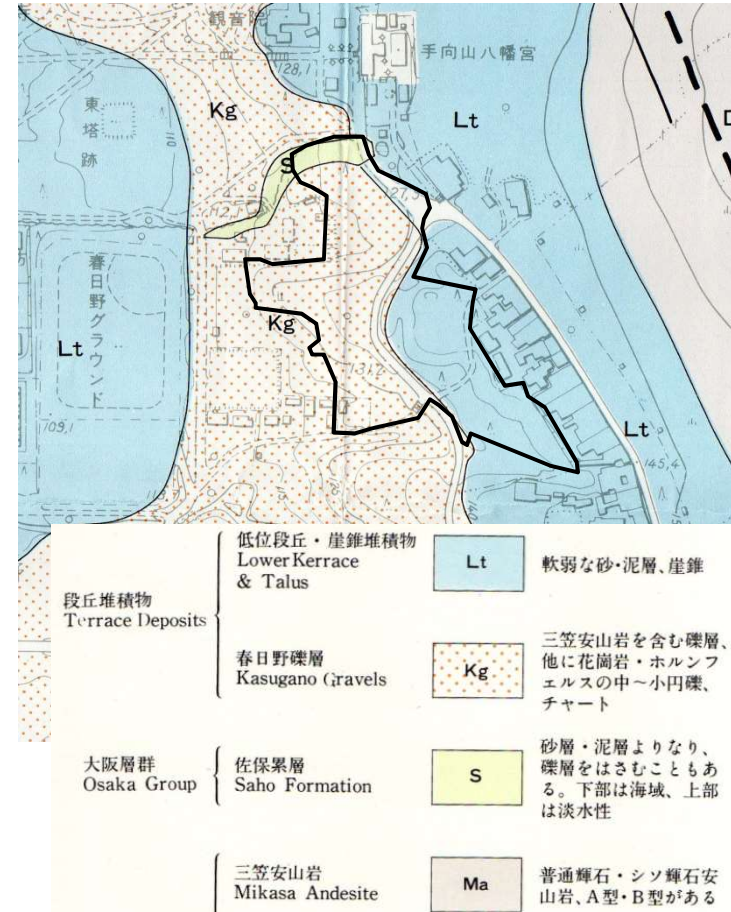 観音院
手向山八幡宮
128,1
Kg
Lt
東塔跡
110
S
127,5
112,1
春日野グラウンド
Lt
Kg
131,2
109,1
Lt
145,4
低位段丘・崖錐堆積物
Lower Kerrace
& Talus
Lt
軟弱な砂・泥層、崖錐
段丘堆積物
Terrace Deposits
春日野礫層
Kasugano Gravels
Kg
三笠安山岩を含む礫層、
他に花崗岩・ホルンフ
ェルスの中～小円礫、
チャート
大阪層群
Osaka Group
佐保累層
Saho Formation
S
砂層・泥層よりなり、
礫層をはさむこともあ
る。下部は海域、上部
は淡水性
三笠安山岩
Mikasa Andesite
Ma
普通輝石・シソ輝石安
山岩、A型・B型がある